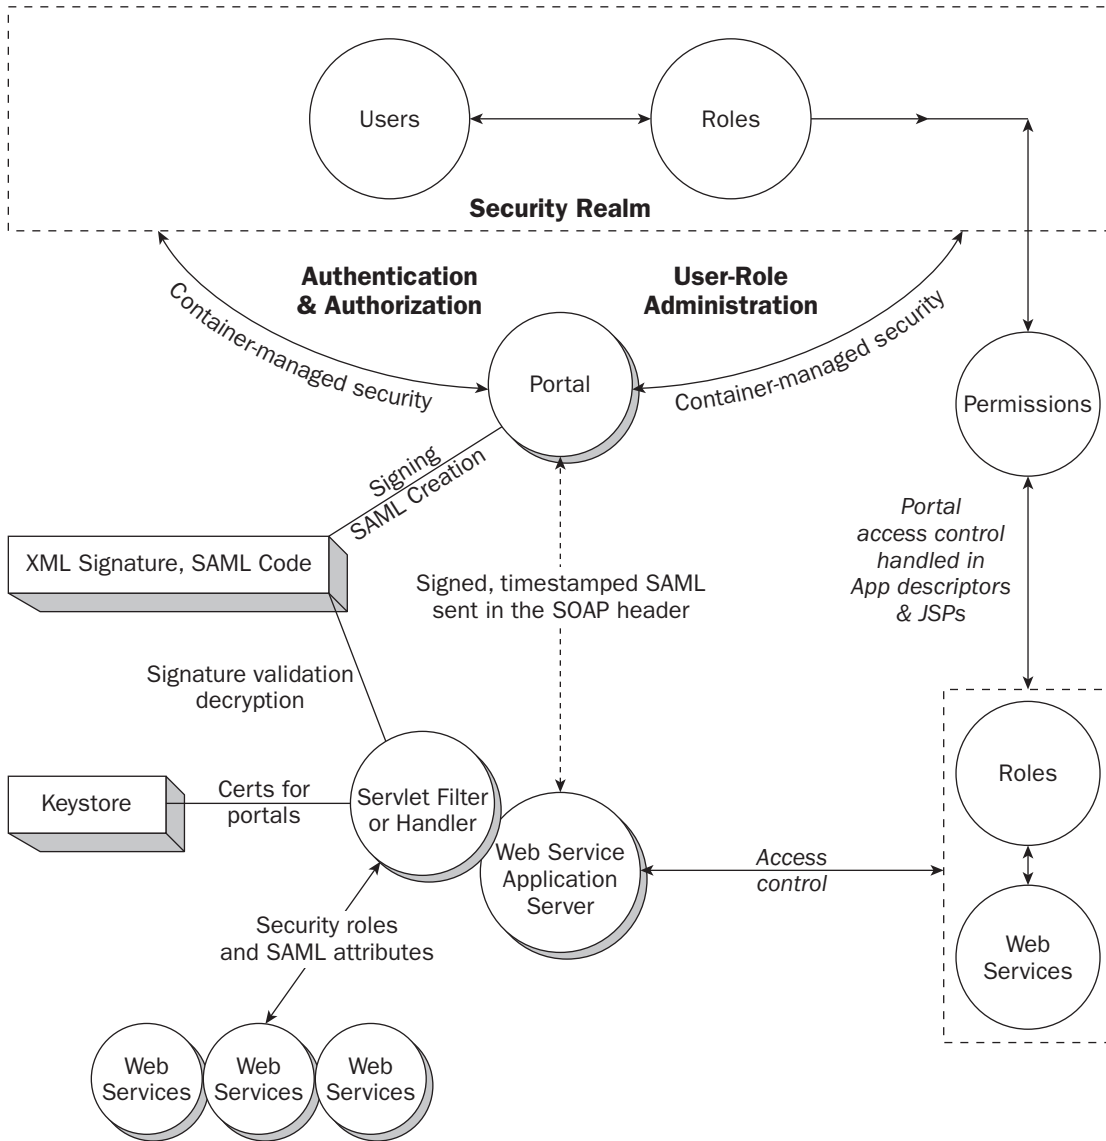 Users
Roles
Security Realm
Authentication
& Authorization
User-Role
Administration
Container-managed security
Container-managed security
Portal
Permissions
Signing
SAML Creation
Portal
access control
handled in
App descriptors
& JSPs
XML Signature, SAML Code
Signed, timestamped SAML
sent in the SOAP header
Signature validation
decryption
Roles
Keystore
Certs for
portals
Servlet Filter
or Handler
Web Service
Application
Server
Access
control
Security roles
and SAML attributes
Web
Services
Web
Services
Web
Services
Web
Services